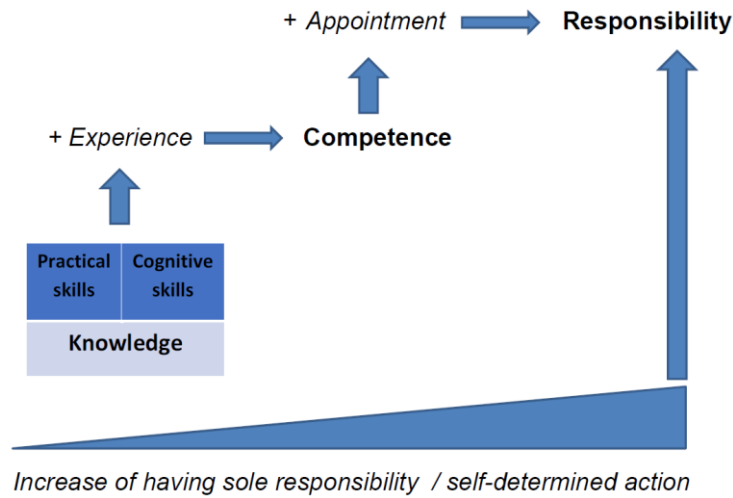 + Appointment Responsibility
+ Experience Competence
Practical skills Cognitive skills
Knowledge
Increase of having sole responsibility / self-determined action